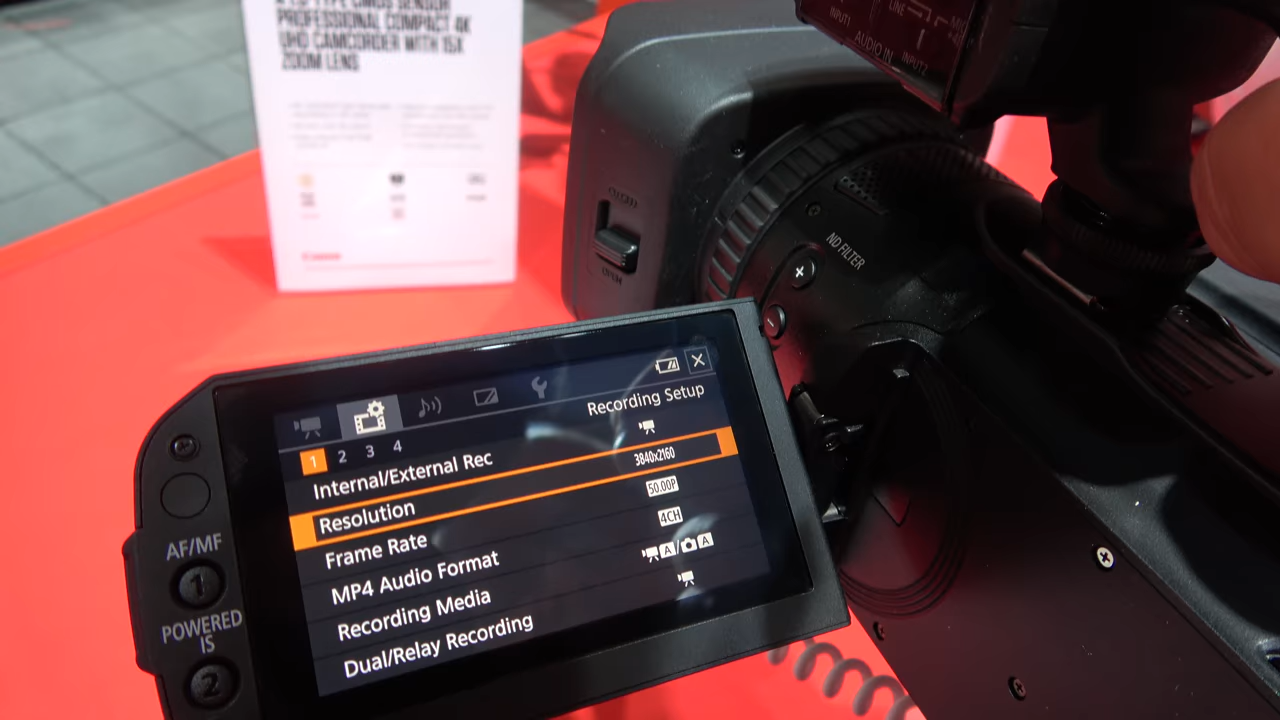 PROFESSIONAL COMPACT 4K
UHD CAMCORDER WITH 15X
ZOOM LENS
Canon
INPUT1
LINE
AUDIO IN
INPUT2
ND FILTER
+
-
OPEN
Recording Setup
1 2 3 4
Internal/External Rec
Resolution 3840x2160
Frame Rate 50.00P
MP4 Audio Format 4CH
Recording Media A/A
Dual/Relay Recording
AF/MF
1
POWERED
IS
2